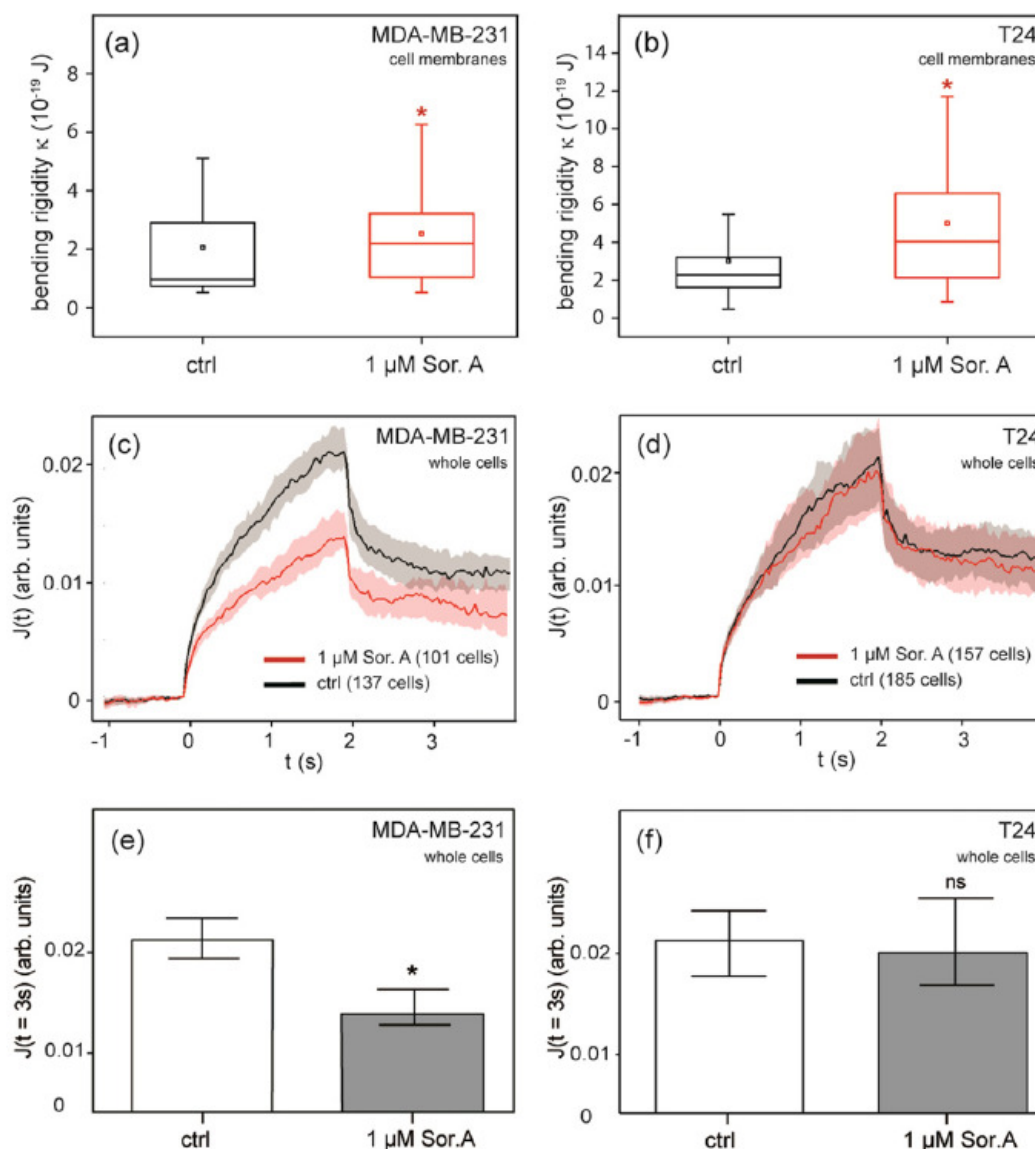 (a)
MDA-MB-231
cell membranes
bending rigidity κ (10⁻¹⁹ J)
8
6
4
2
0
*
ctrl
1 µM Sor. A
(b)
T24
cell membranes
bending rigidity κ (10⁻¹⁹ J)
14
12
10
8
6
4
2
0
*
ctrl
1 µM Sor. A
(c)
MDA-MB-231
whole cells
J(t) (arb. units)
0.02
0.01
0
1 µM Sor. A (101 cells)
ctrl (137 cells)
-1 0 1 2 3
t (s)
(d)
T24
whole cells
J(t) (arb. units)
0.02
0.01
0
1 µM Sor. A (157 cells)
ctrl (185 cells)
-1 0 1 2 3
t (s)
(e)
MDA-MB-231
whole cells
J(t = 3s) (arb. units)
0.02
0.01
0
*
ctrl
1 µM Sor.A
(f)
T24
whole cells
ns
J(t = 3s) (arb. units)
0.02
0.01
0
ctrl
1 µM Sor.A